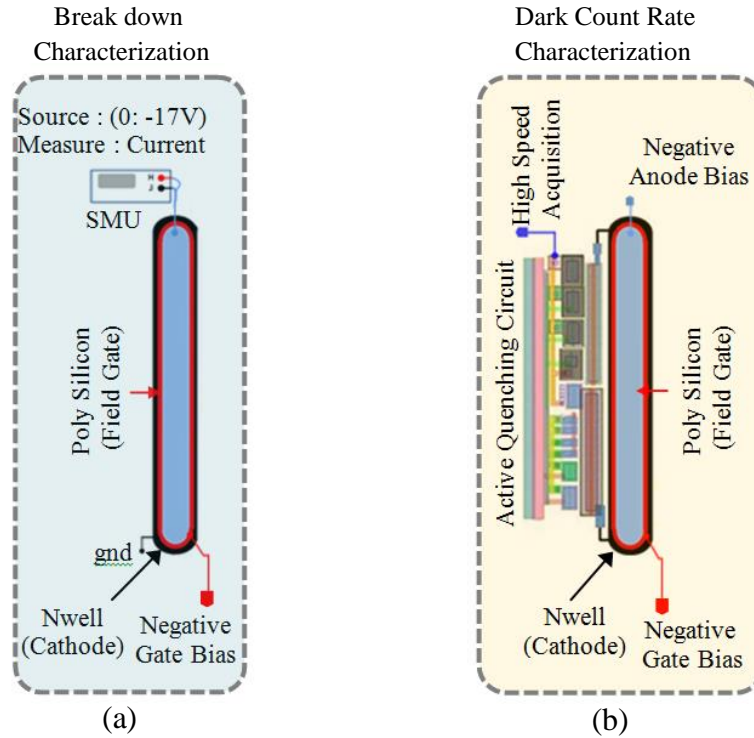 Break down
Characterization
Source : (0: -17V)
Measure : Current
H
J
SMU
Poly Silicon
(Field Gate)
gnd
Nwell
(Cathode)
Negative
Gate Bias
(a)
Dark Count Rate
Characterization
High Speed
Acquisition
Negative
Anode Bias
Active Quenching Circuit
Poly Silicon
(Field Gate)
Nwell
(Cathode)
Negative
Gate Bias
(b)